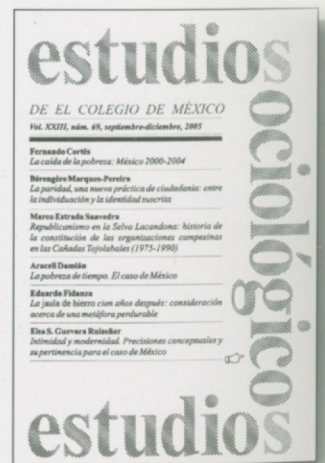 estudios
sociológicos
DE EL COLEGIO DE MÉXICO
Vol. XXIII, núm. 69, septiembre-diciembre, 2005
Fernando Cortés
La caída de la pobreza: México 2000-2004
Bérengère Marques-Pereira
La paridad, una nueva práctica de ciudadanía: entre
la individuación y la identidad suscrita
Marco Estrada Saavedra
Republicanismo en la Selva Lacandona: historia de
la constitución de las organizaciones campesinas
en las Cañadas Tojolabales (1975-1990)
Araceli Damián
La pobreza de tiempo. El caso de México
Eduardo Fidanza
La jaula de hierro cien años después: consideración
acerca de una metáfora perdurable
Elsa S. Guevara Ruiseñor
Intimidad y modernidad. Precisiones conceptuales y
su pertinencia para el caso de México
estudios